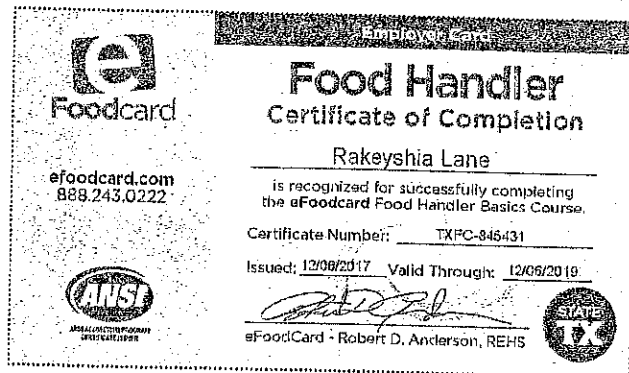 Employer Card
e
Foodcard
efoodcard.com
888.243.0222
ANSI
Food Handler
Certificate of Completion
Rakeyshia Lane
is recognized for successfully completing
the eFoodcard Food Handler Basics Course.
Certificate Number: TXFC-845431
Issued: 12/06/2017 Valid Through: 12/06/2019
eFoodCard - Robert D. Anderson, REHS
STATE
TX